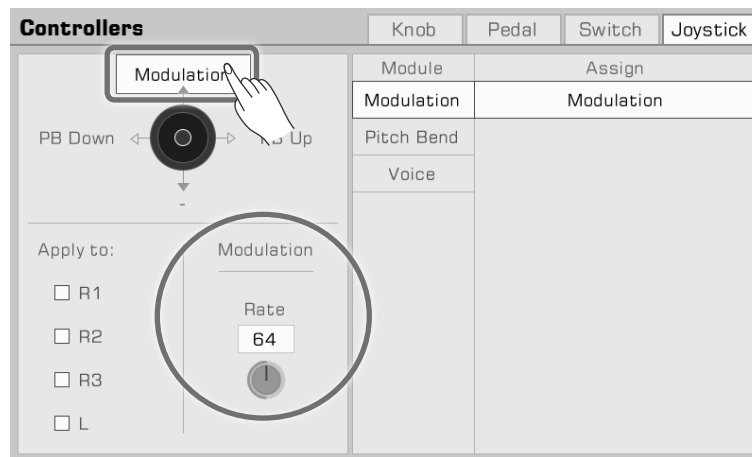 Controllers
Knob
Pedal
Switch
Joystick
Modulation
PB Down
Up
-
Apply to:
R1
R2
R3
L
Modulation
Rate
64
Module
Assign
Modulation
Modulation
Pitch Bend
Voice